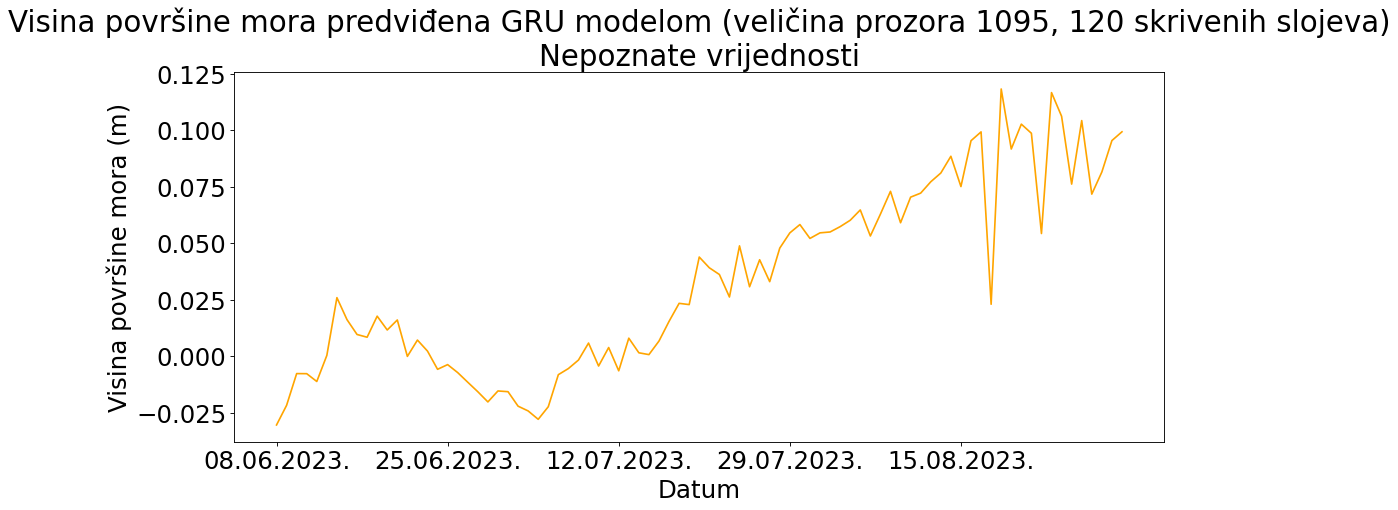 Visina površine mora predviđena GRU modelom (veličina prozora 1095, 120 skrivenih slojeva)
Nepoznate vrijednosti
Visina površine mora (m)
0.125
0.100
0.075
0.050
0.025
0.000
−0.025
08.06.2023. 25.06.2023. 12.07.2023. 29.07.2023. 15.08.2023.
Datum